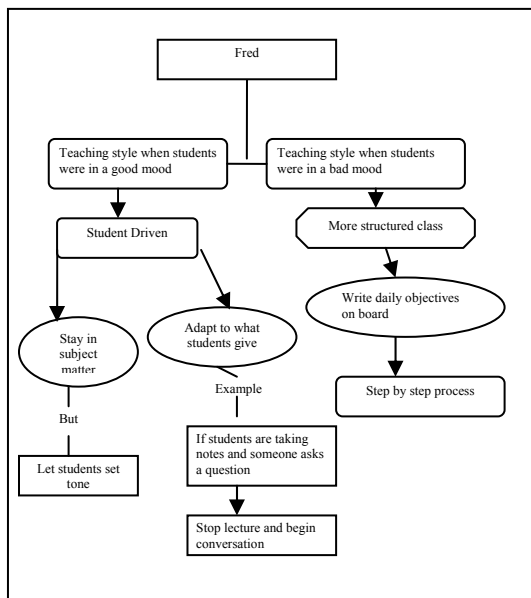 Fred
Teaching style when students
were in a good mood
Teaching style when students
were in a bad mood
Student Driven
More structured class
Stay in
subject
matter
Adapt to what
students give
Write daily objectives
on board
But
Example
Step by step process
Let students set
tone
If students are taking
notes and someone asks
a question
Stop lecture and begin
conversation